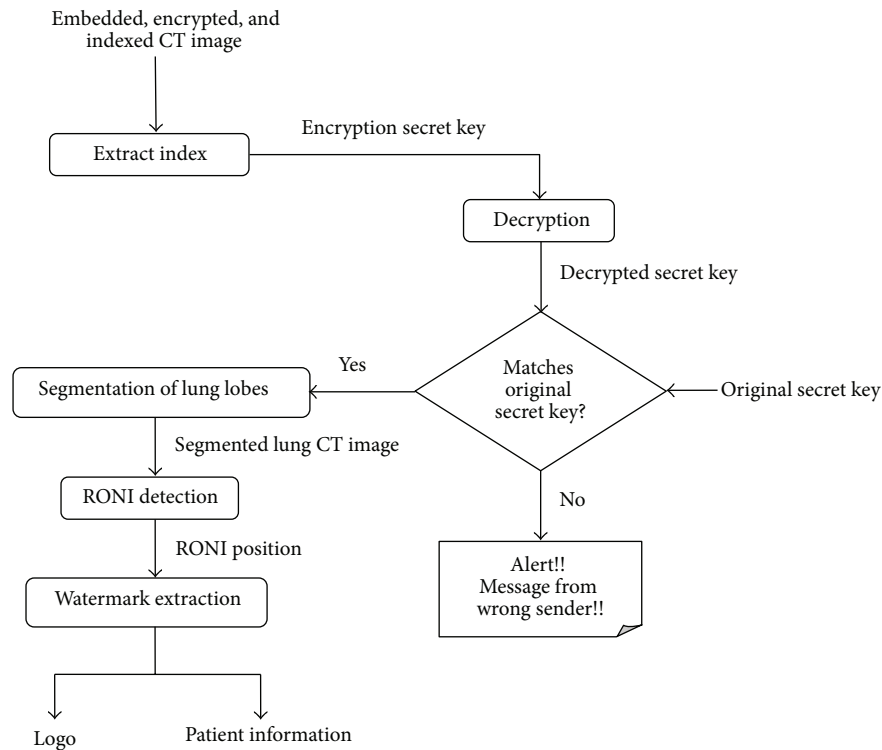 Embedded, encrypted, and
indexed CT image
Encryption secret key
Extract index
Decryption
Decrypted secret key
Matches
original
secret key?
Original secret key
Yes
Segmentation of lung lobes
Segmented lung CT image
RONI detection
No
RONI position
Alert!!
Message from
wrong sender!!
Watermark extraction
Logo
Patient information